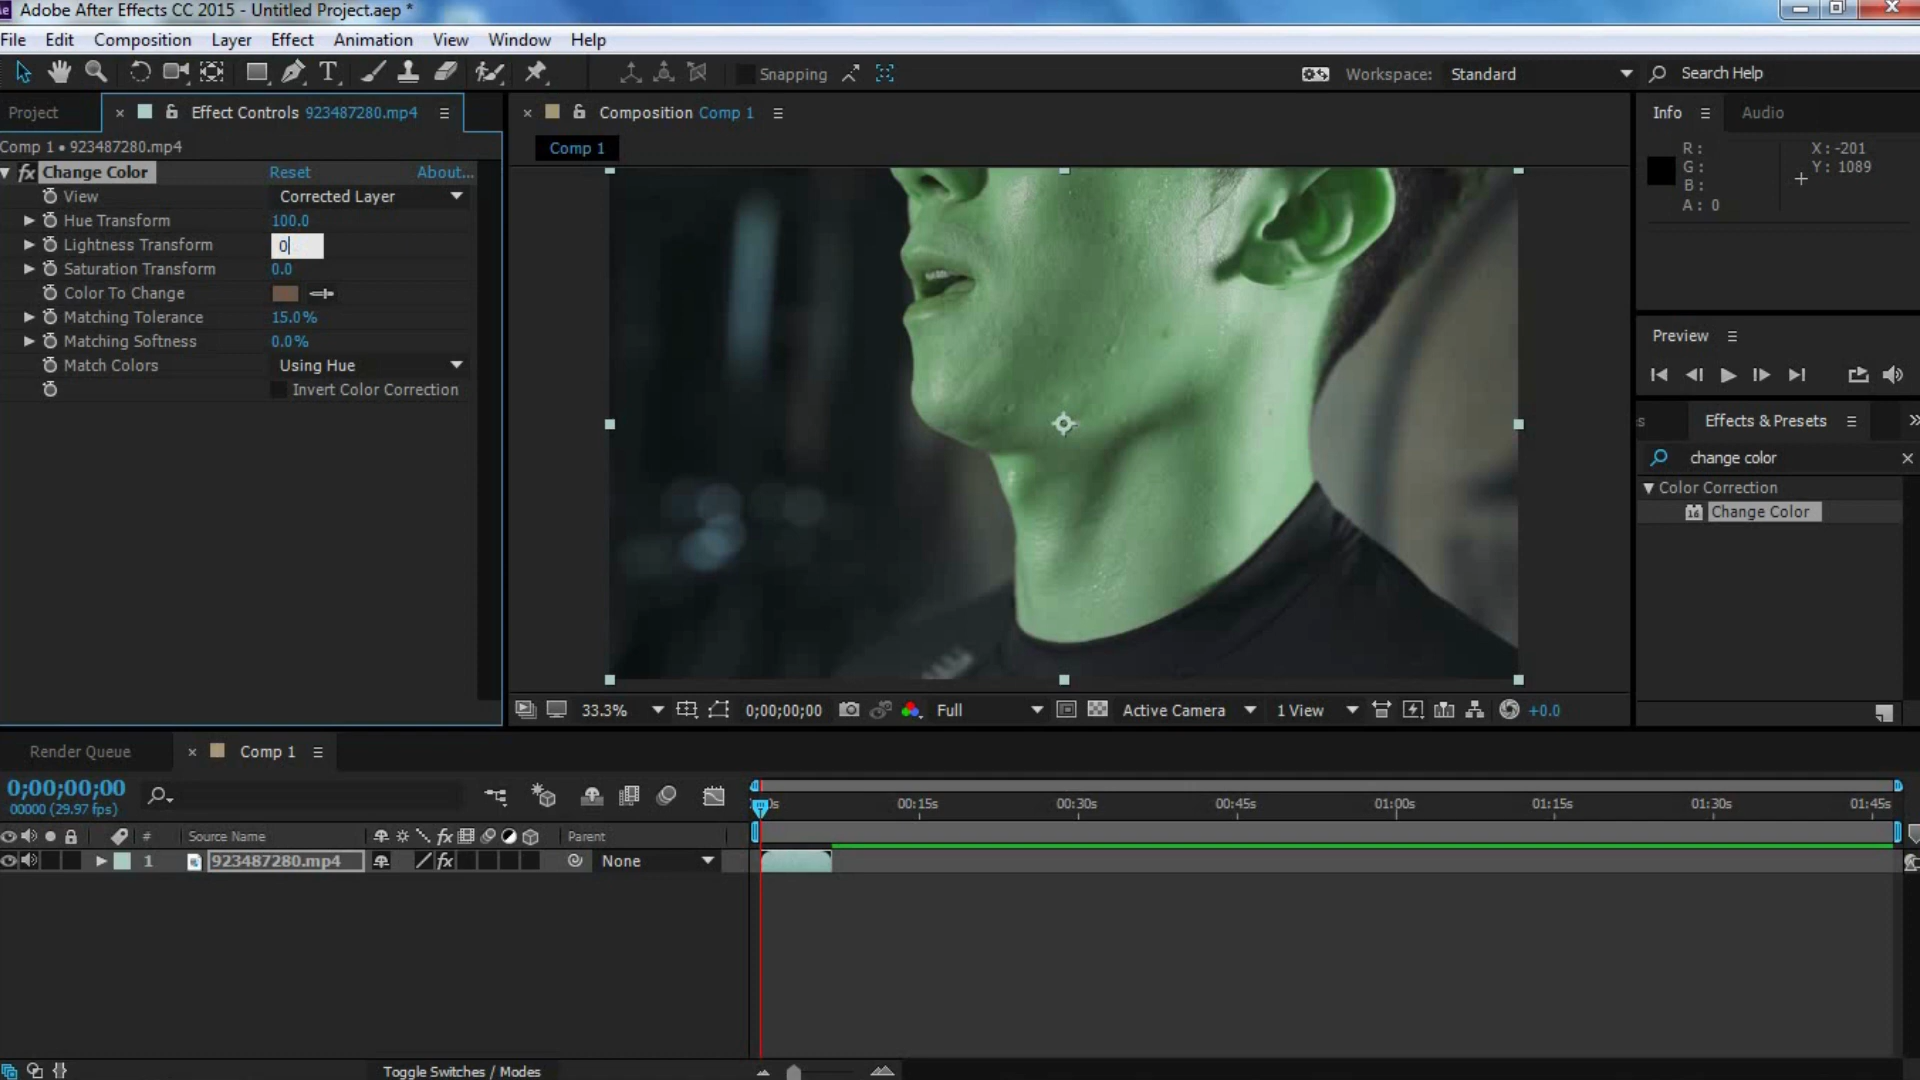 Adobe After Effects CC 2015 - Untitled Project.aep *
File Edit Composition Layer Effect Animation View Window Help
Snapping
Workspace: Standard
Search Help
Project
Effect Controls 923487280.mp4
Comp 1 • 923487280.mp4
fx Change Color Reset About...
View Corrected Layer
Hue Transform 100.0
Lightness Transform 0
Saturation Transform 0.0
Color To Change
Matching Tolerance 15.0%
Matching Softness 0.0%
Match Colors Using Hue
Invert Color Correction
Composition Comp 1
Comp 1
33.3% 0;00;00;00 Full Active Camera 1 View +0.0
Info Audio
R : X : -201
G : Y : 1089
B :
A : 0
Preview
s Effects & Presets
change color
Color Correction
16 Change Color
Render Queue Comp 1
0;00;00;00
00000 (29.97 fps)
0s 00:15s 00:30s 00:45s 01:00s 01:15s 01:30s 01:45s
# Source Name fx Parent
1 923487280.mp4 fx None
Toggle Switches / Modes